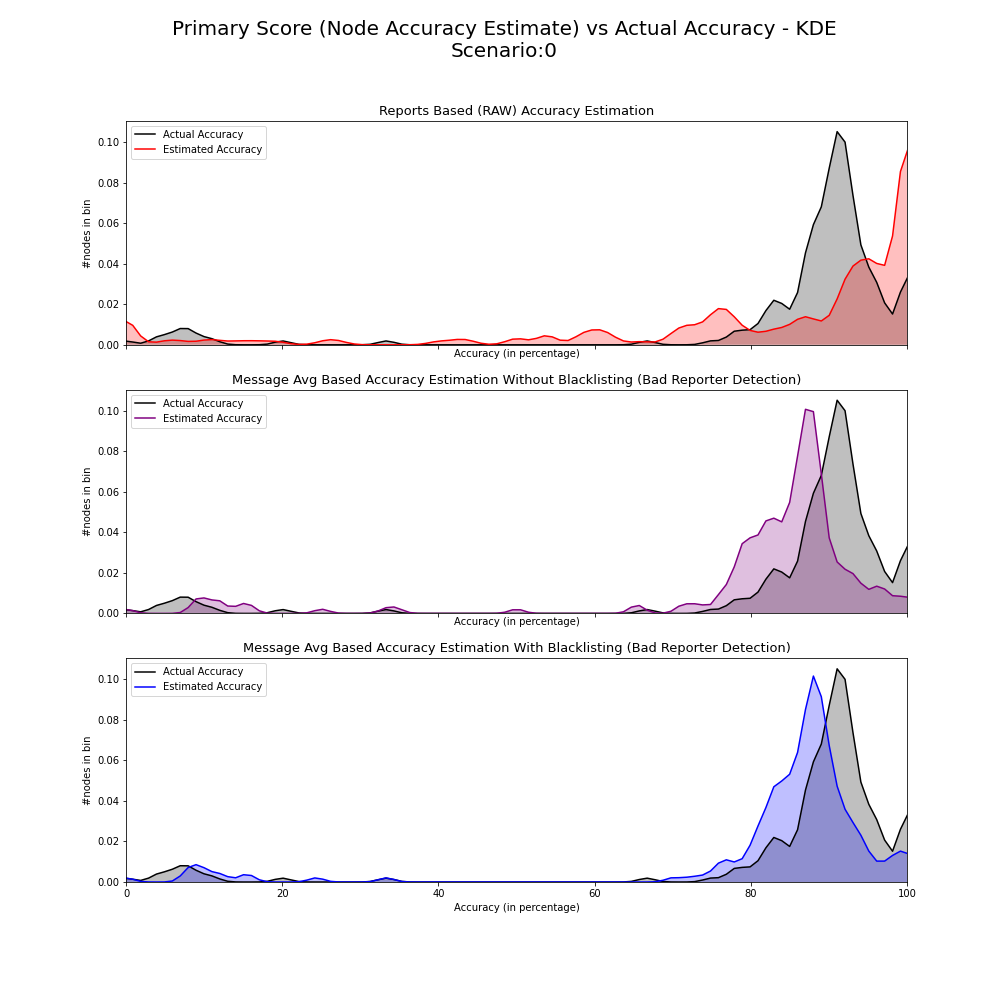 Primary Score (Node Accuracy Estimate) vs Actual Accuracy - KDE
Scenario:0
Reports Based (RAW) Accuracy Estimation
Actual Accuracy
Estimated Accuracy
#nodes in bin
0.10
0.08
0.06
0.04
0.02
0.00
Accuracy (in percentage)
Message Avg Based Accuracy Estimation Without Blacklisting (Bad Reporter Detection)
Actual Accuracy
Estimated Accuracy
#nodes in bin
0.10
0.08
0.06
0.04
0.02
0.00
Accuracy (in percentage)
Message Avg Based Accuracy Estimation With Blacklisting (Bad Reporter Detection)
Actual Accuracy
Estimated Accuracy
#nodes in bin
0.10
0.08
0.06
0.04
0.02
0.00
0 20 40 60 80 100
Accuracy (in percentage)